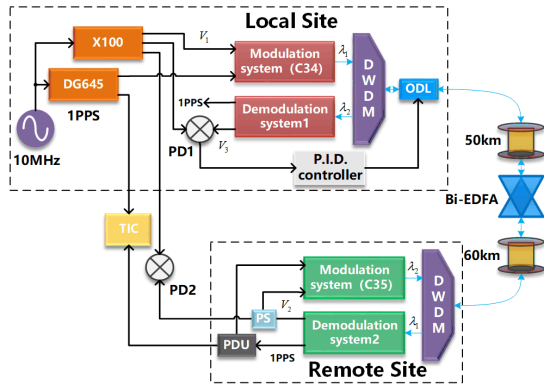 Local Site
X100
V1
Modulation
system（C34）
λ1
DWDM
DG645
1PPS
1PPS
Demodulation
system1
λ2
ODL
10MHz
PD1
V3
P.I.D.
controller
50km
Bi-EDFA
60km
TIC
PD2
Modulation
system（C35）
λ2
DWDM
PS
V2
Demodulation
system2
λ1
PDU
1PPS
Remote Site